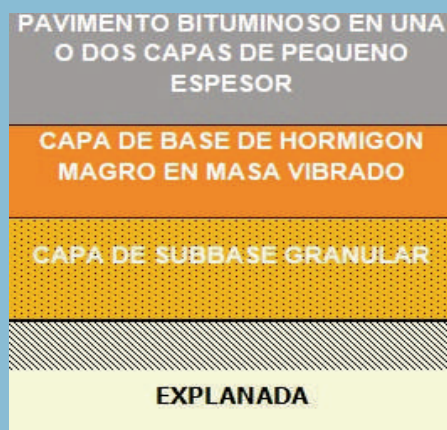 PAVIMENTO BITUMINOSO EN UNA
O DOS CAPAS DE PEQUENO
ESPESOR
CAPA DE BASE DE HORMIGON
MAGRO EN MASA VIBRADO
CAPA DE SUBBASE GRANULAR
EXPLANADA